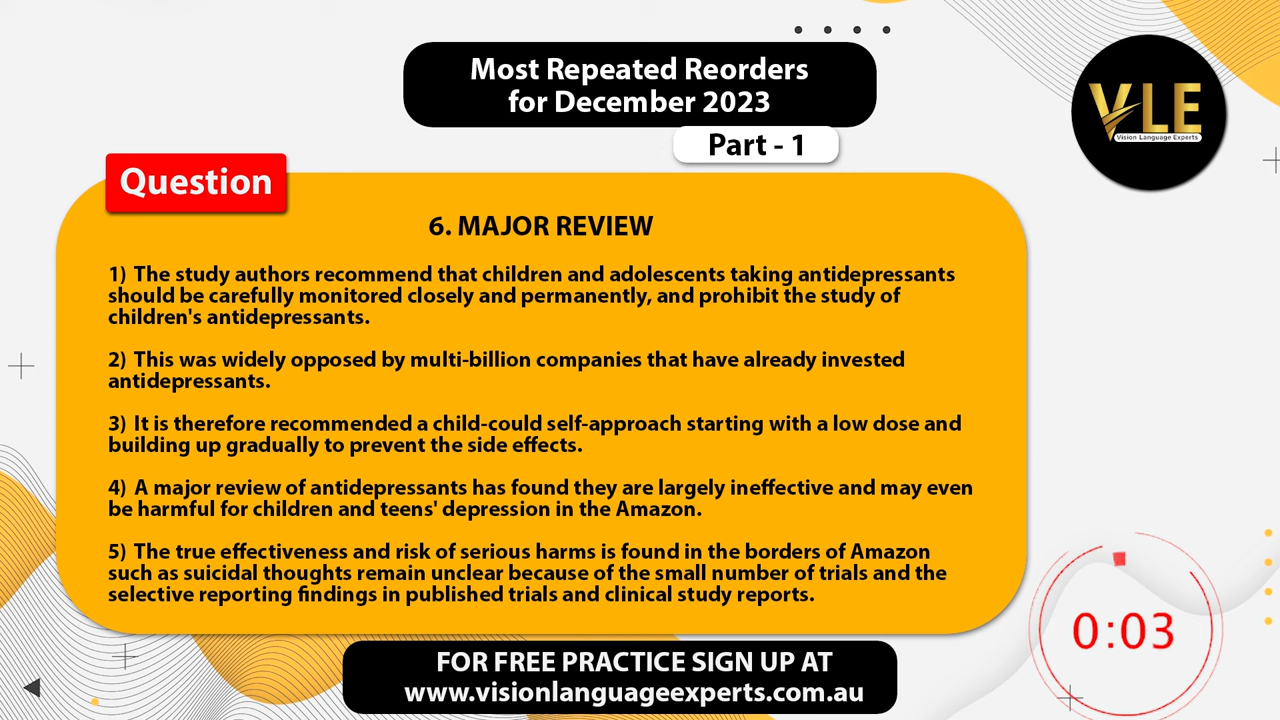 Most Repeated Reorders
for December 2023
Part - 1
VLE
Vision Language Experts
Question
6. MAJOR REVIEW
1) The study authors recommend that children and adolescents taking antidepressants
should be carefully monitored closely and permanently, and prohibit the study of
children's antidepressants.
2) This was widely opposed by multi-billion companies that have already invested
antidepressants.
3) It is therefore recommended a child-could self-approach starting with a low dose and
building up gradually to prevent the side effects.
4) A major review of antidepressants has found they are largely ineffective and may even
be harmful for children and teens' depression in the Amazon.
5) The true effectiveness and risk of serious harms is found in the borders of Amazon
such as suicidal thoughts remain unclear because of the small number of trials and the
selective reporting findings in published trials and clinical study reports.
0:03
FOR FREE PRACTICE SIGN UP AT
www.visionlanguageexperts.com.au